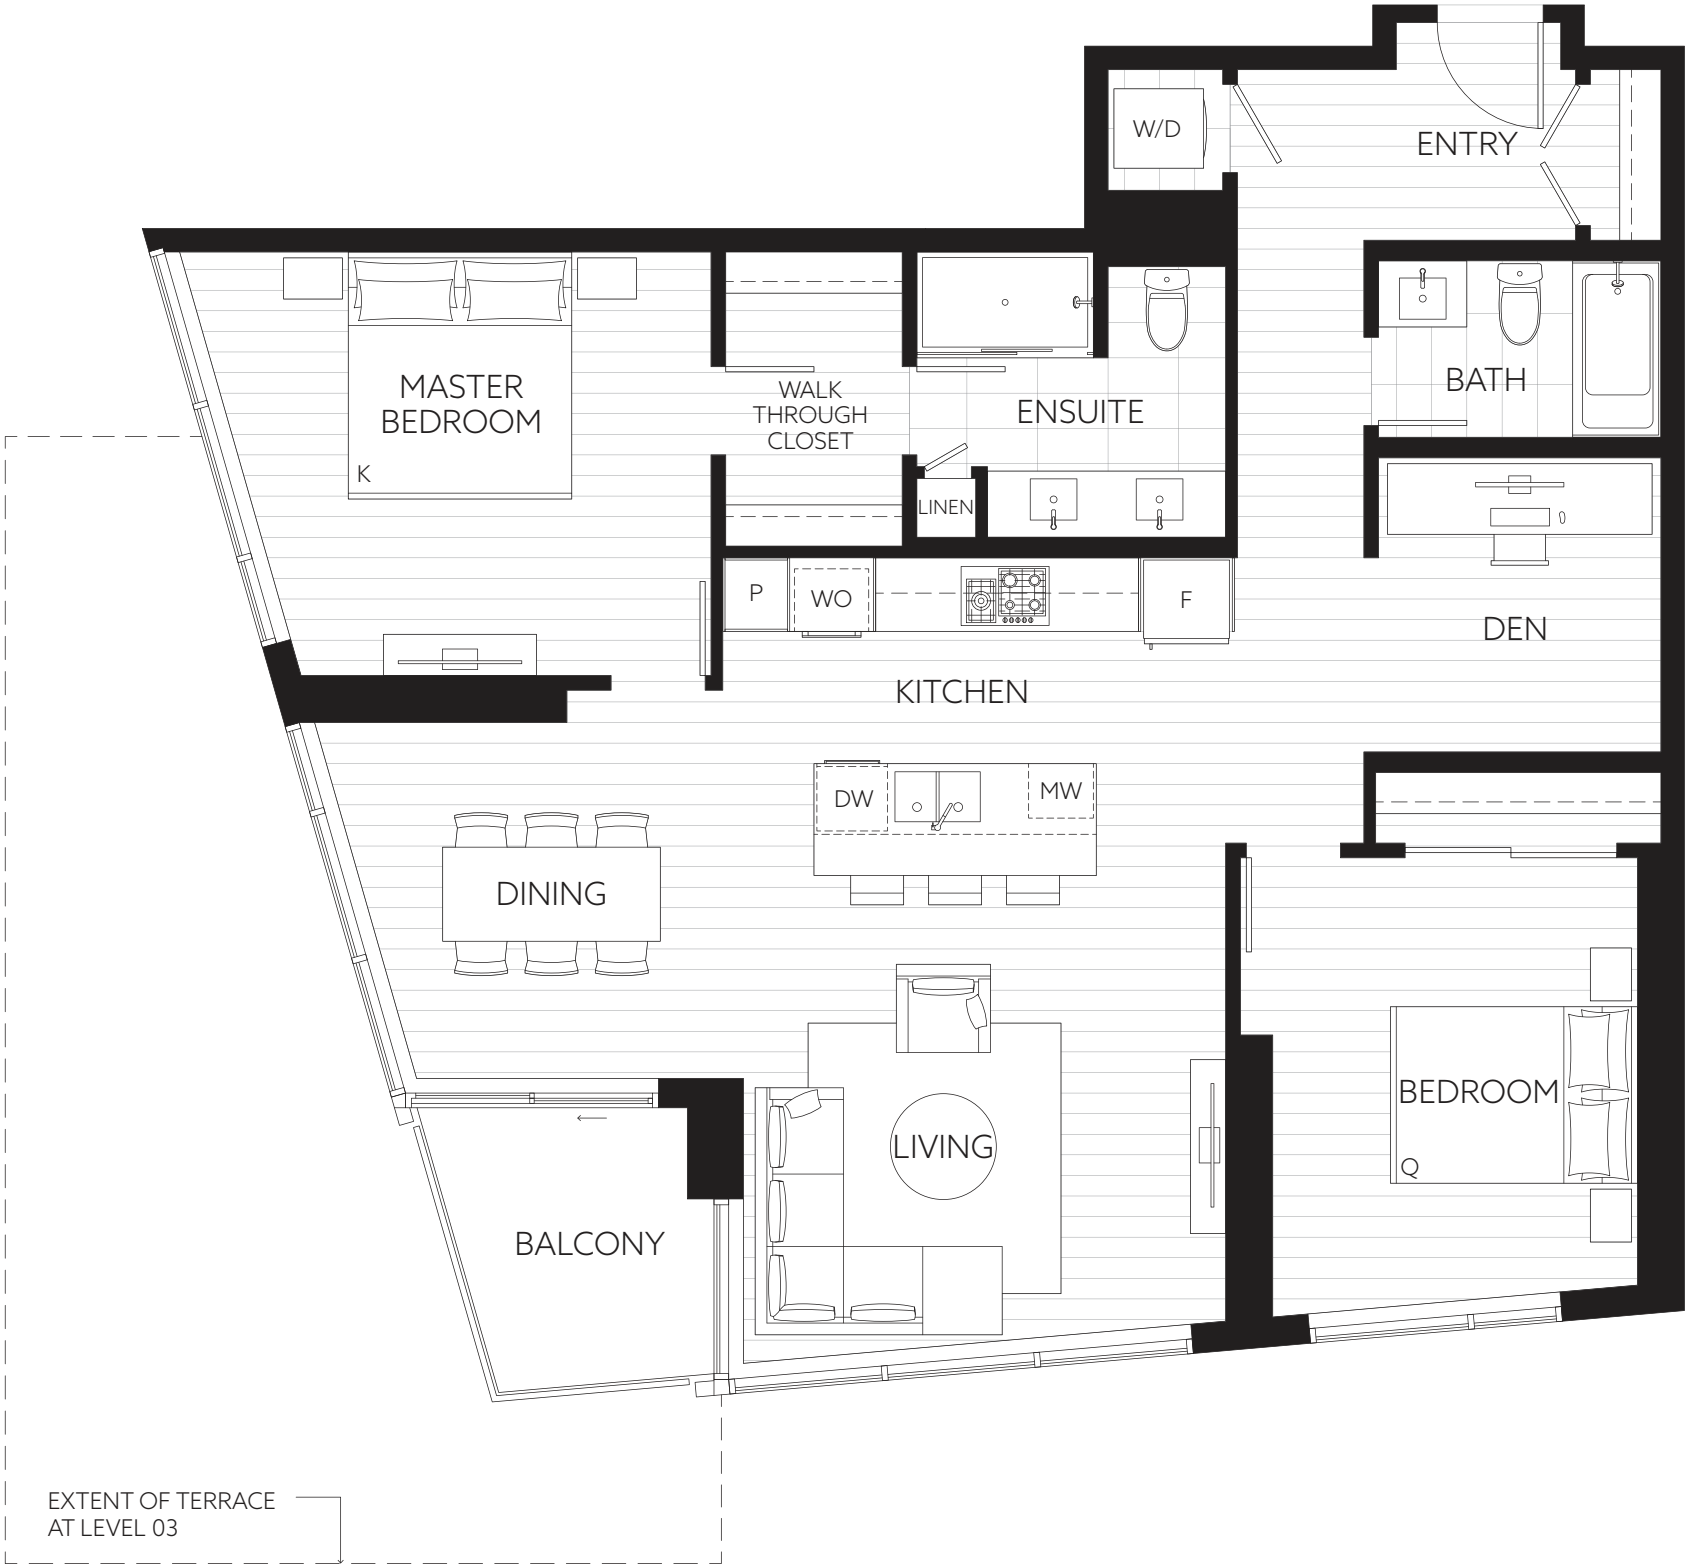 W/D
ENTRY
MASTER
BEDROOM
K
WALK
THROUGH
CLOSET
ENSUITE
LINEN
BATH
P
WO
F
DEN
KITCHEN
DW
MW
DINING
LIVING
BEDROOM
Q
BALCONY
EXTENT OF TERRACE
AT LEVEL 03